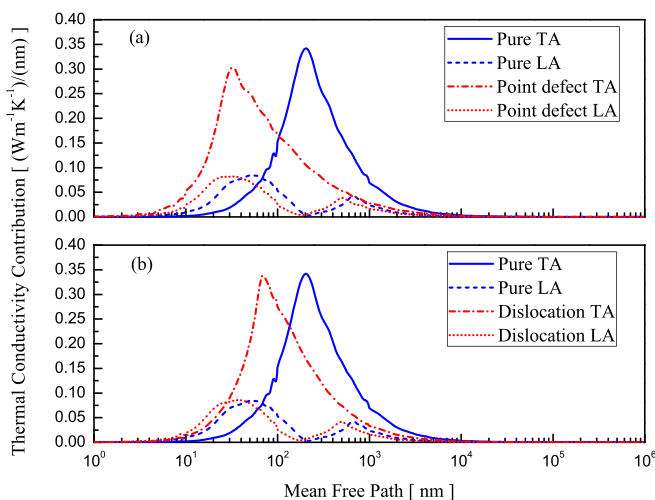 Thermal Conductivity Contribution [ (Wm⁻¹K⁻¹)/(nm) ]
(a)
Pure TA
Pure LA
Point defect TA
Point defect LA
0.40
0.35
0.30
0.25
0.20
0.15
0.10
0.05
0.00
(b)
Pure TA
Pure LA
Dislocation TA
Dislocation LA
0.40
0.35
0.30
0.25
0.20
0.15
0.10
0.05
0.00
10⁰ 10¹ 10² 10³ 10⁴ 10⁵ 10⁶
Mean Free Path [ nm ]